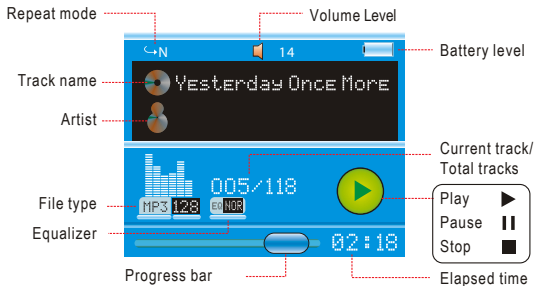 Repeat mode
Volume Level
N
14
Battery level
Track name
Yesterday Once More
Artist
Current track/
Total tracks
005/118
File type
MP3 128
EQ NOR
Play
Pause
Stop
Equalizer
02:18
Progress bar
Elapsed time